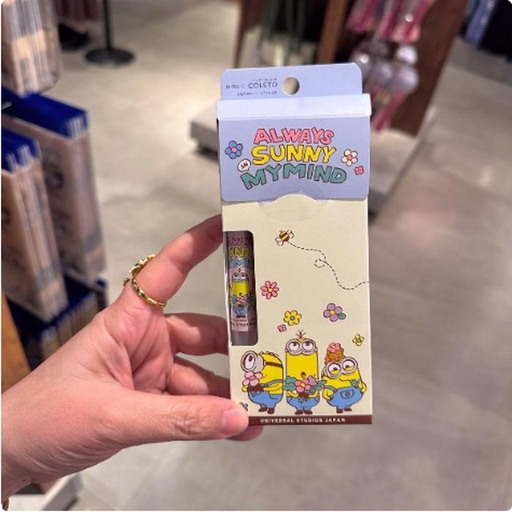 COLETO
ALWAYS
SUNNY
IN
MYMIND
UNIVERSAL STUDIOS JAPAN